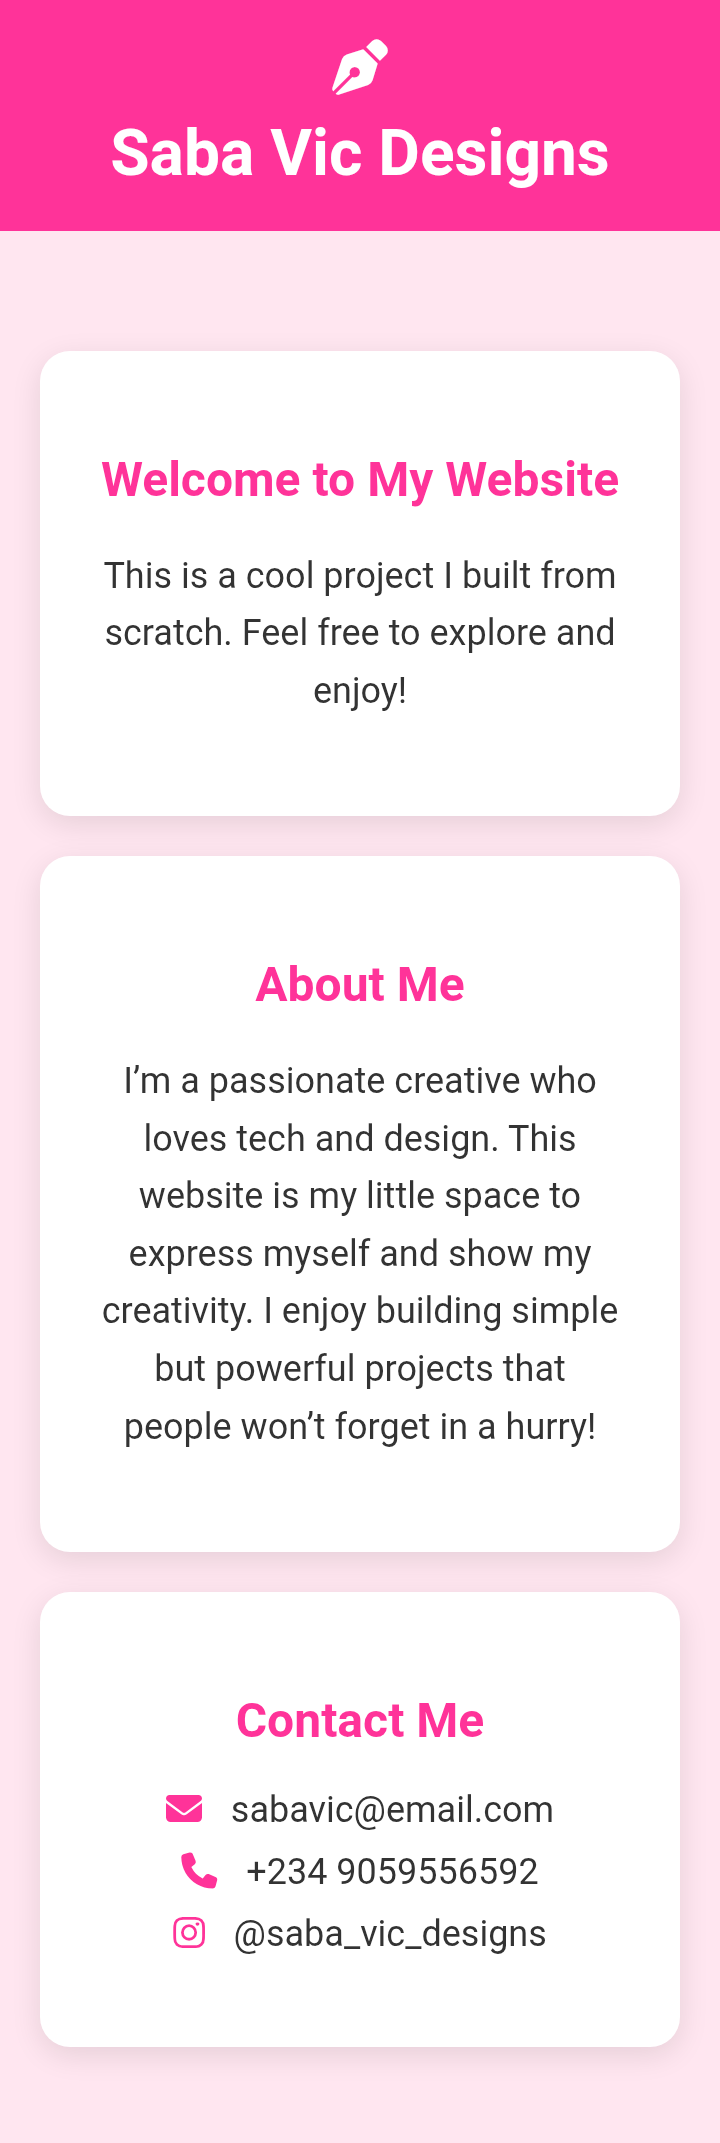 Saba Vic Designs
Welcome to My Website
This is a cool project I built from
scratch. Feel free to explore and
enjoy!
About Me
I’m a passionate creative who
loves tech and design. This
website is my little space to
express myself and show my
creativity. I enjoy building simple
but powerful projects that
people won’t forget in a hurry!
Contact Me
sabavic@email.com
+234 9059556592
@saba_vic_designs